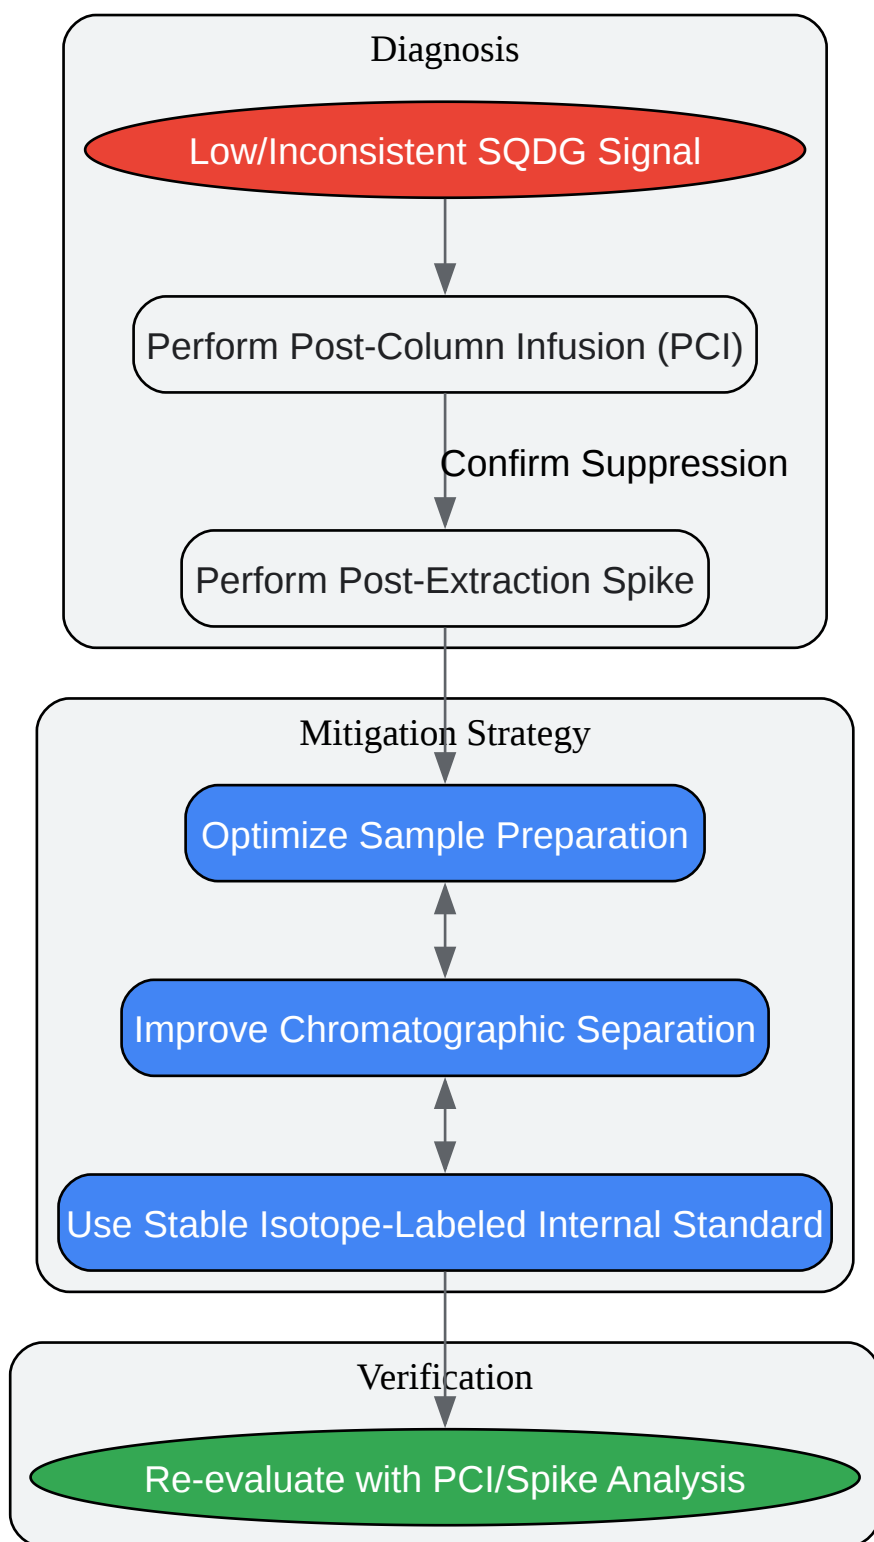 Diagnosis
Low/Inconsistent SQDG Signal
Perform Post-Column Infusion (PCI)
Confirm Suppression
Perform Post-Extraction Spike
Mitigation Strategy
Optimize Sample Preparation
Improve Chromatographic Separation
Use Stable Isotope-Labeled Internal Standard
Verification
Re-evaluate with PCI/Spike Analysis